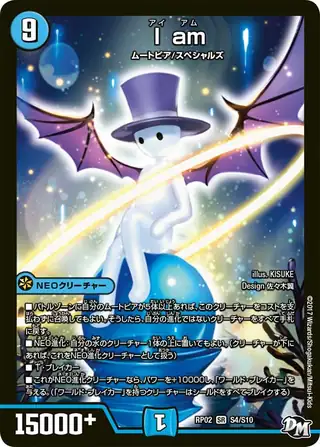 9
アイ アム
I am
ムートピア/スペシャルズ
illus. KISUKE
Design.佐々木翼
NEOクリーチャー
■バトルゾーンに自分のムートピアが5体以上あれば、このクリーチャーをコストを
支払わずに召喚してもよい。そうしたら、自分の進化ではないクリーチャーをすべて手札
に戻す。
■NEO進化:自分の水のクリーチャー1体の上に置いてもよい。(クリーチャーが下に
あれば、これをNEO進化クリーチャーとして扱う)
■T・ブレイカー
■これがNEO進化クリーチャーなら、パワーを+10000し、「ワールド・ブレイカー」を
与える。(「ワールド・ブレイカー」を持つクリーチャーはシールドをすべてブレイクする)
15000+
1
RP02 SR S4/S10
DM
©2017 Wizards/Shogakukan/Mitsui-Kids